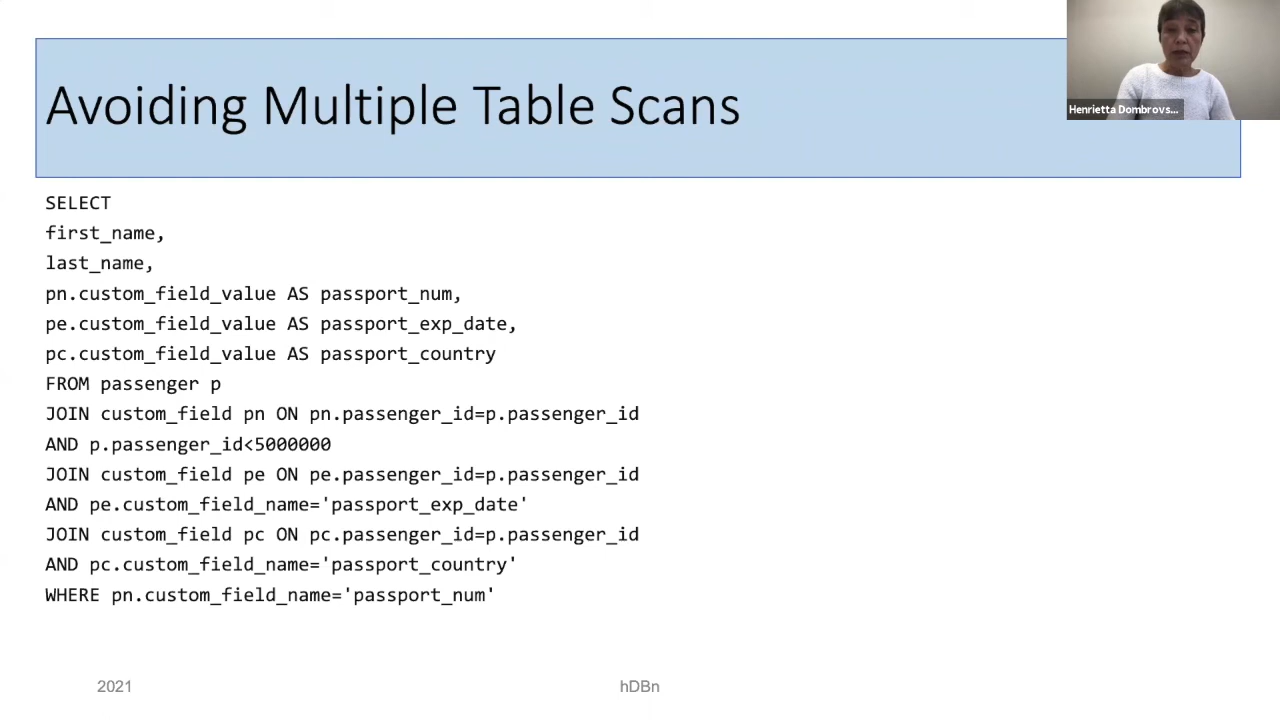 Avoiding Multiple Table Scans
Henrietta Dombrovs...
SELECT
first_name,
last_name,
pn.custom_field_value AS passport_num,
pe.custom_field_value AS passport_exp_date,
pc.custom_field_value AS passport_country
FROM passenger p
JOIN custom_field pn ON pn.passenger_id=p.passenger_id
AND p.passenger_id<5000000
JOIN custom_field pe ON pe.passenger_id=p.passenger_id
AND pe.custom_field_name='passport_exp_date'
JOIN custom_field pc ON pc.passenger_id=p.passenger_id
AND pc.custom_field_name='passport_country'
WHERE pn.custom_field_name='passport_num'
2021
hDBn